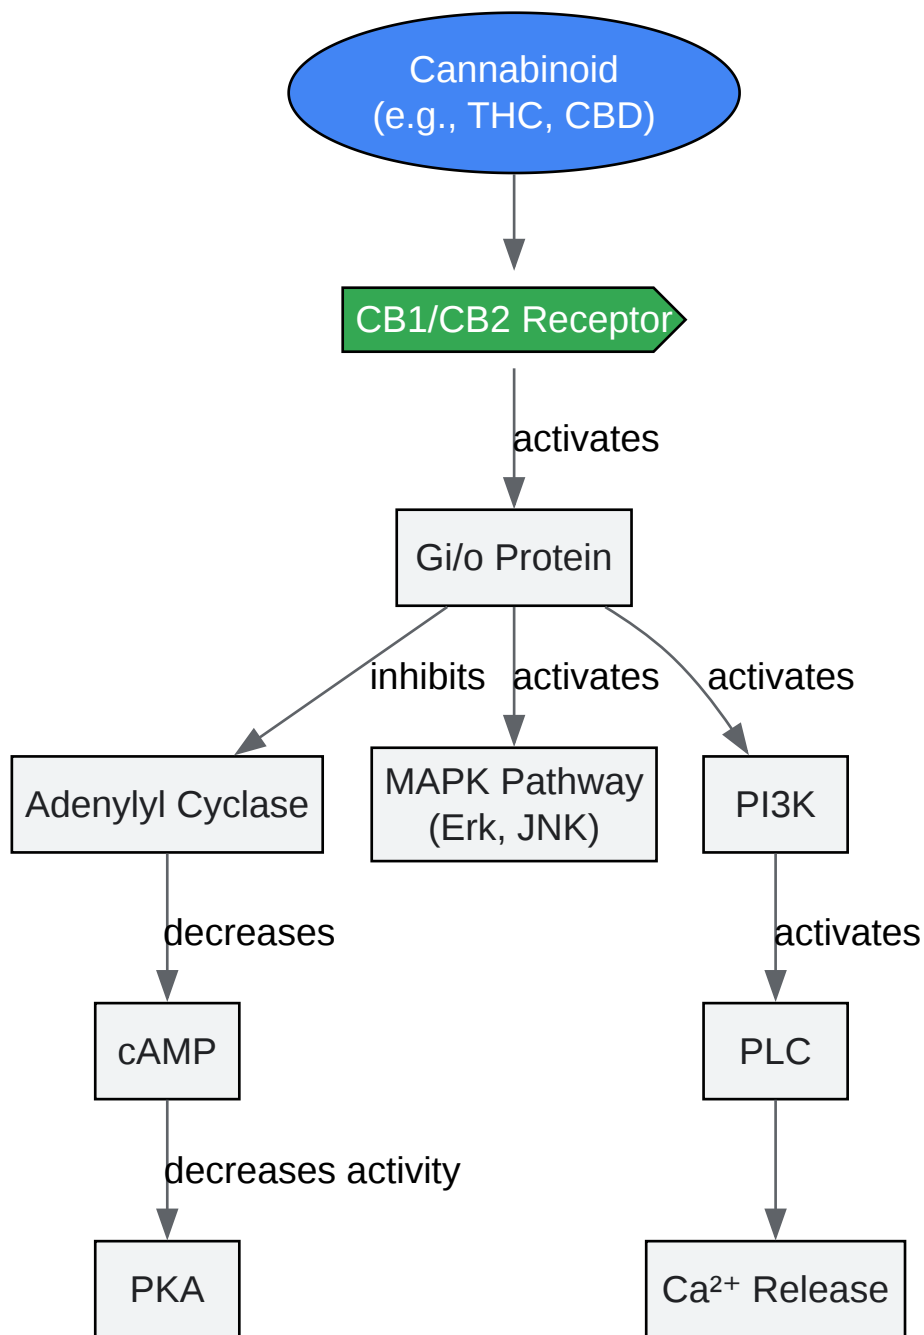 Cannabinoid
(e.g., THC, CBD)
CB1/CB2 Receptor
activates
Gi/o Protein
inhibits
activates
activates
Adenylyl Cyclase
MAPK Pathway
(Erk, JNK)
PI3K
decreases
activates
cAMP
PLC
decreases activity
PKA
Ca²⁺ Release